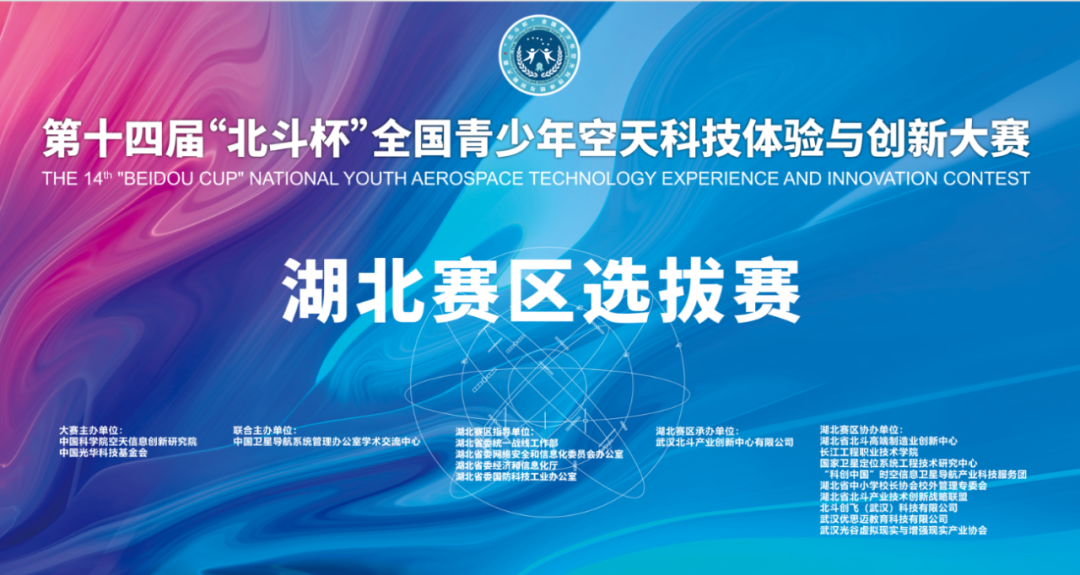 第十四届“北斗杯”全国青少年空天科技体验与创新大赛
THE 14th "BEIDOU CUP" NATIONAL YOUTH AEROSPACE TECHNOLOGY EXPERIENCE AND INNOVATION CONTEST
湖北赛区选拔赛
大赛主办单位：
中国科学院空天信息创新研究院
中国光华科技基金会
联合主办单位：
中国卫星导航系统管理办公室学术交流中心
湖北赛区指导单位：
湖北省委统一战线工作部
湖北省委网络安全和信息化委员会办公室
湖北省委经济和信息化厅
湖北省委国防科技工业办公室
湖北赛区承办单位：
武汉北斗产业创新中心有限公司
湖北赛区协办单位：
湖北省北斗高端制造业创新中心
长江工程职业技术学院
国家卫星定位系统工程技术研究中心
“科创中国”时空信息卫星导航产业科技服务团
湖北省中小学校长协会校外管理专委会
湖北省北斗产业技术创新战略联盟
北斗创飞（武汉）科技有限公司
武汉优思迈教育科技有限公司
武汉光谷虚拟现实与增强现实产业协会